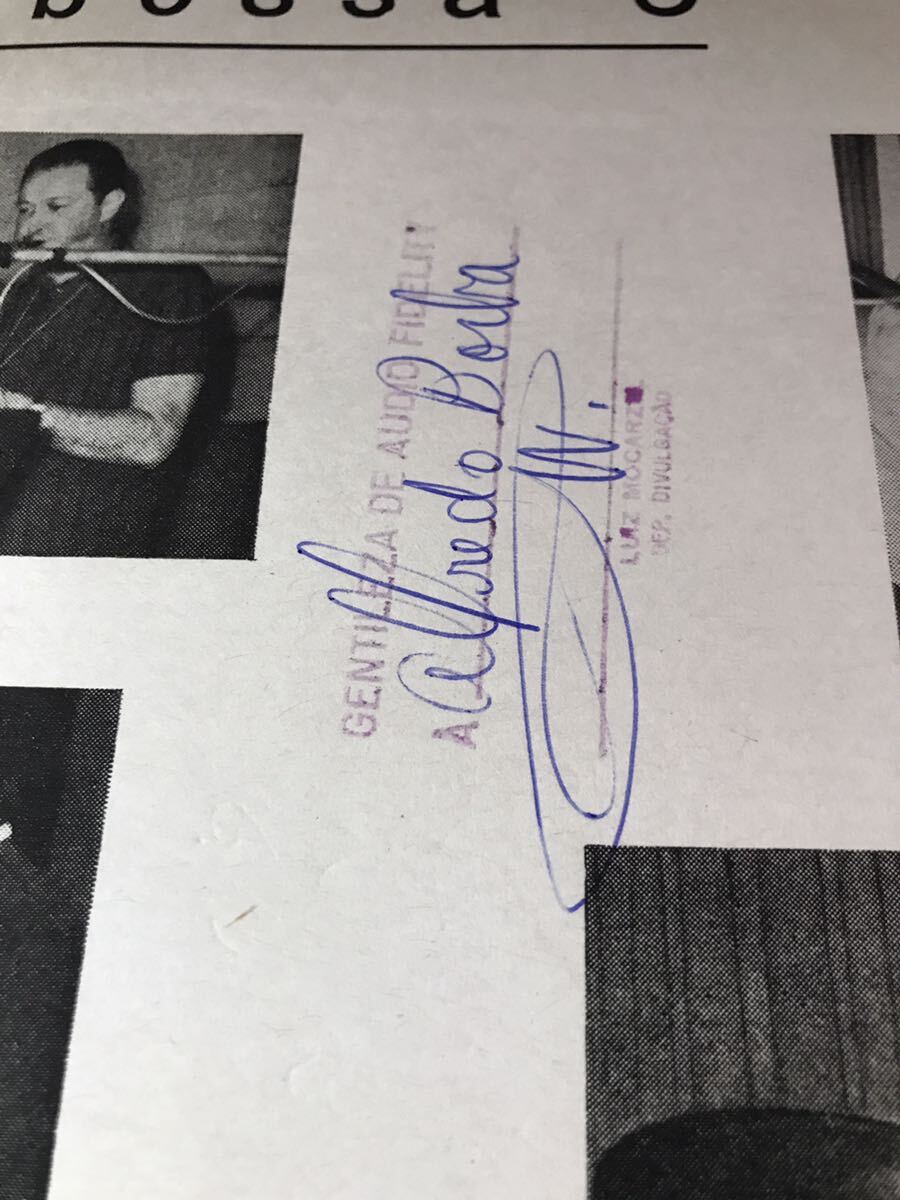 bossa
GENTILEZA DE AUDIO FIDELITY
A Alfredo Borba
LUIZ MOCARZEL
DEP. DIVULGAÇÃO